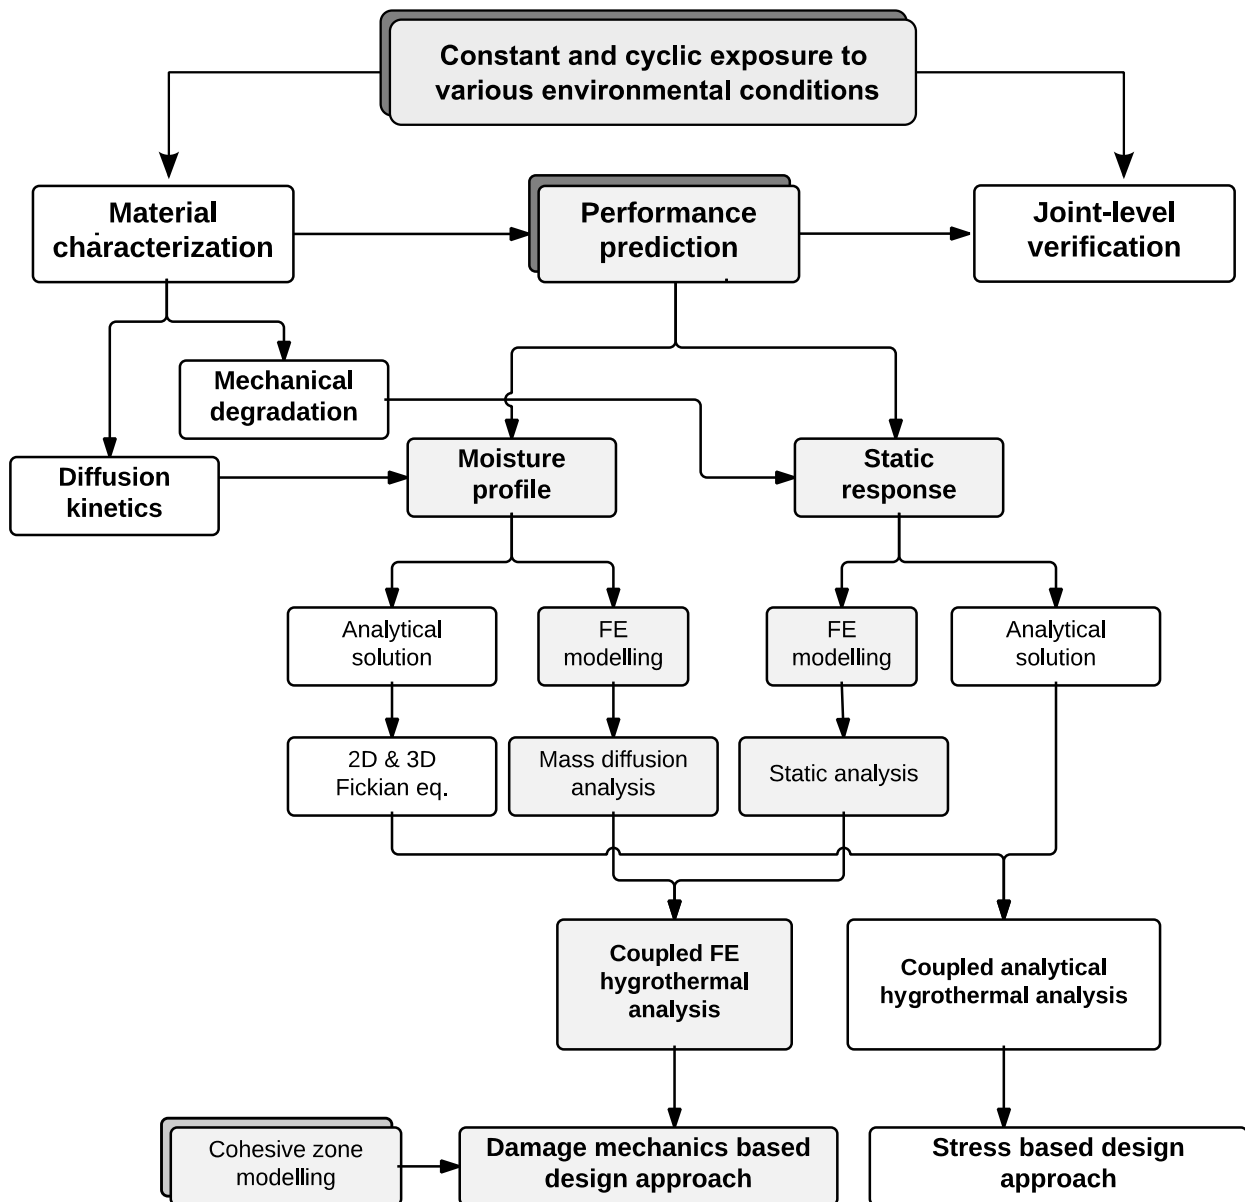 Constant and cyclic exposure to
various environmental conditions
Material
characterization
Performance
prediction
Joint-level
verification
Mechanical
degradation
Diffusion
kinetics
Moisture
profile
Static
response
Analytical
solution
FE
modelling
FE
modelling
Analytical
solution
2D & 3D
Fickian eq.
Mass diffusion
analysis
Static analysis
Coupled FE
hygrothermal
analysis
Coupled analytical
hygrothermal analysis
Cohesive zone
modelling
Damage mechanics based
design approach
Stress based design
approach